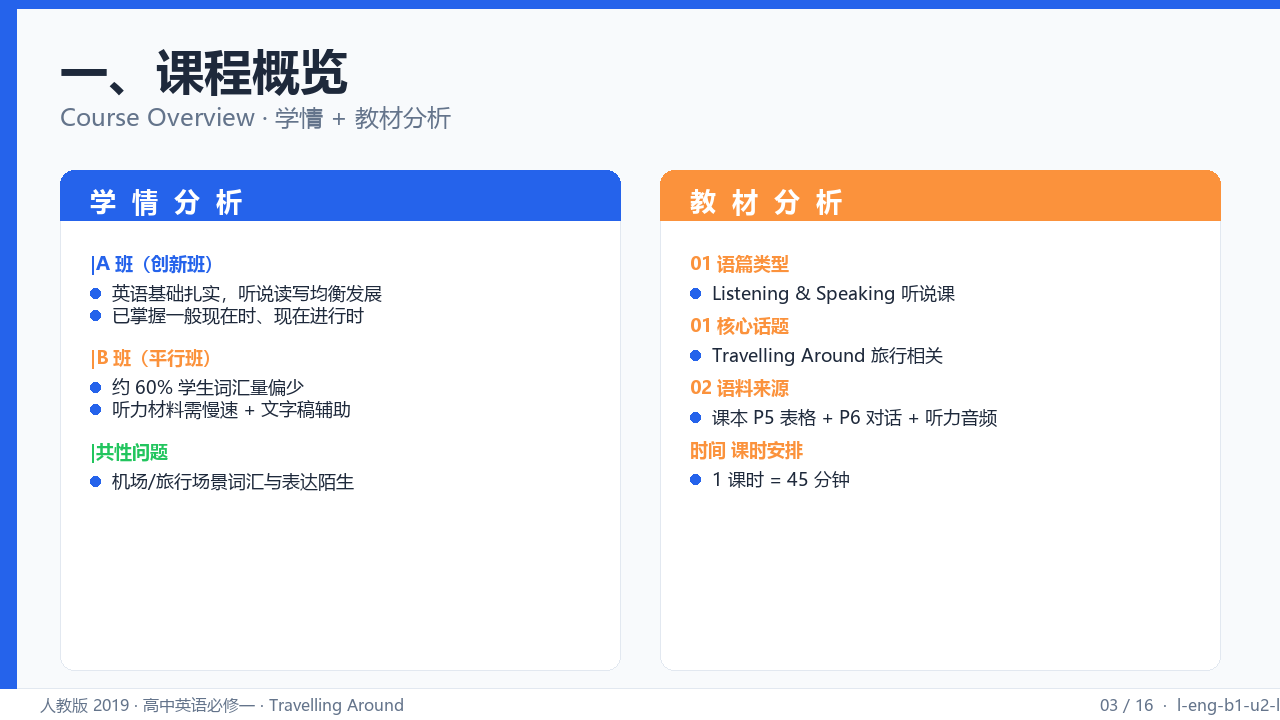 一、课程概览
Course Overview · 学情 + 教材分析
学 情 分 析
|A 班（创新班）
英语基础扎实，听说读写均衡发展
已掌握一般现在时、现在进行时
|B 班（平行班）
约 60% 学生词汇量偏少
听力材料需慢速 + 文字稿辅助
|共性问题
机场/旅行场景词汇与表达陌生
教 材 分 析
01 语篇类型
Listening & Speaking 听说课
01 核心话题
Travelling Around 旅行相关
02 语料来源
课本 P5 表格 + P6 对话 + 听力音频
时间 课时安排
1 课时 = 45 分钟
人教版 2019 · 高中英语必修一 · Travelling Around
03 / 16 · l-eng-b1-u2-l